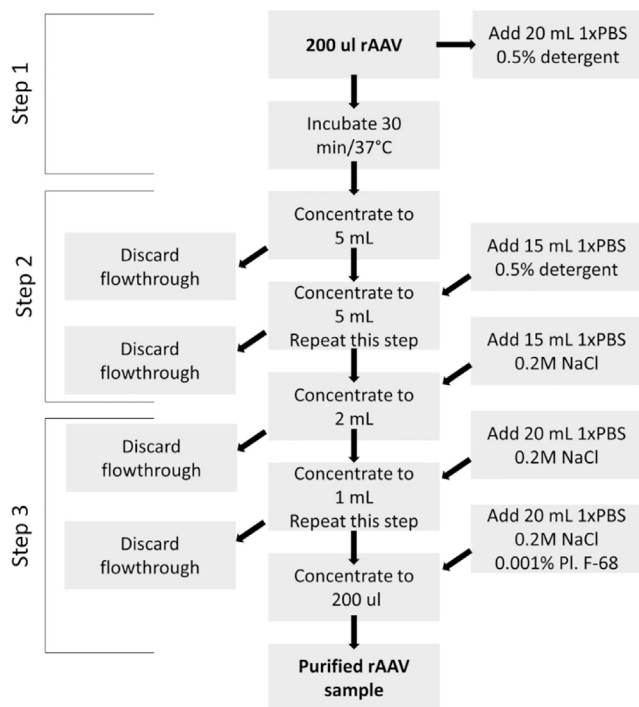 Step 1
200 ul rAAV
Add 20 mL 1xPBS
0.5% detergent
Incubate 30
min/37°C
Step 2
Concentrate to
5 mL
Discard
flowthrough
Add 15 mL 1xPBS
0.5% detergent
Concentrate to
5 mL
Repeat this step
Discard
flowthrough
Add 15 mL 1xPBS
0.2M NaCl
Concentrate to
2 mL
Step 3
Discard
flowthrough
Add 20 mL 1xPBS
0.2M NaCl
Concentrate to
1 mL
Repeat this step
Discard
flowthrough
Add 20 mL 1xPBS
0.2M NaCl
0.001% Pl. F-68
Concentrate to
200 ul
Purified rAAV
sample